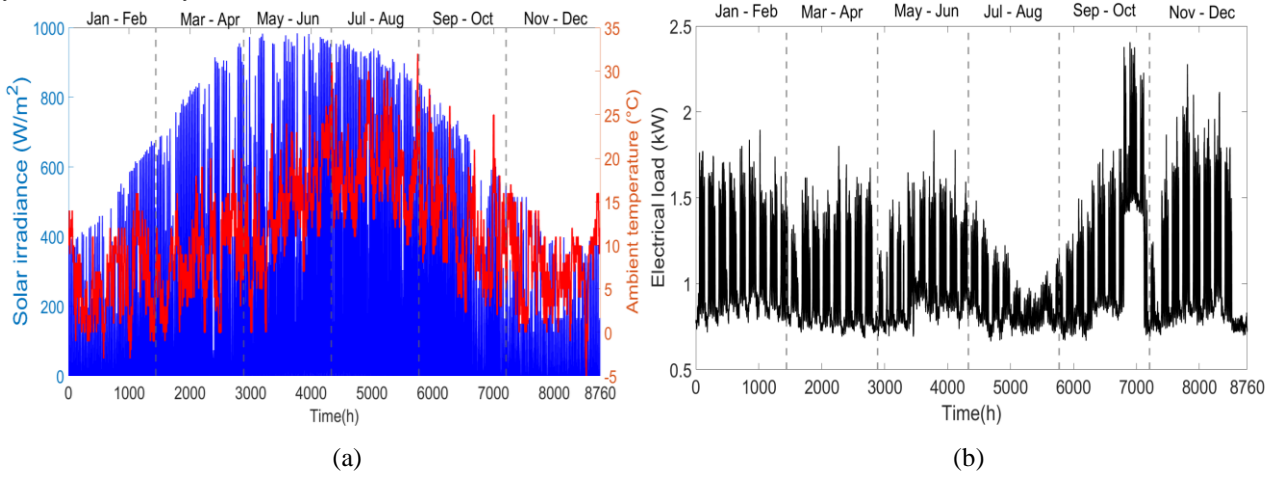 Jan - Feb Mar - Apr May - Jun Jul - Aug Sep - Oct Nov - Dec
1000
800
600
400
200
0
Solar irradiance (W/m²)
35
30
25
20
15
10
5
0
-5
Ambient temperature (°C)
0 1000 2000 3000 4000 5000 6000 7000 8000 8760
Time(h)
(a)
Jan - Feb Mar - Apr May - Jun Jul - Aug Sep - Oct Nov - Dec
2.5
2
1.5
1
0.5
Electrical load (kW)
0 1000 2000 3000 4000 5000 6000 7000 8760
Time(h)
(b)